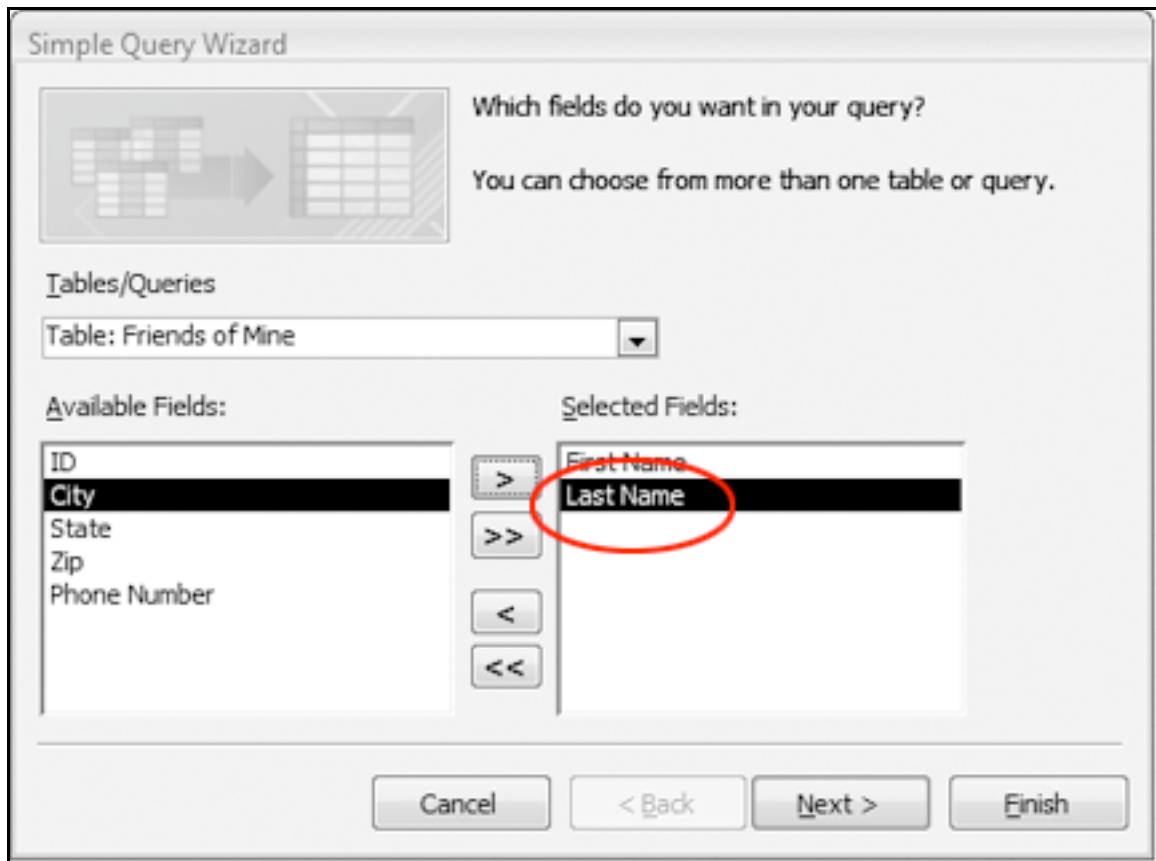 Simple Query Wizard
Which fields do you want in your query?
You can choose from more than one table or query.
Tables/Queries
Table: Friends of Mine
Available Fields:
Selected Fields:
ID
City
State
Zip
Phone Number
>
>>
<
<<
First Name
Last Name
Cancel
< Back
Next >
Finish